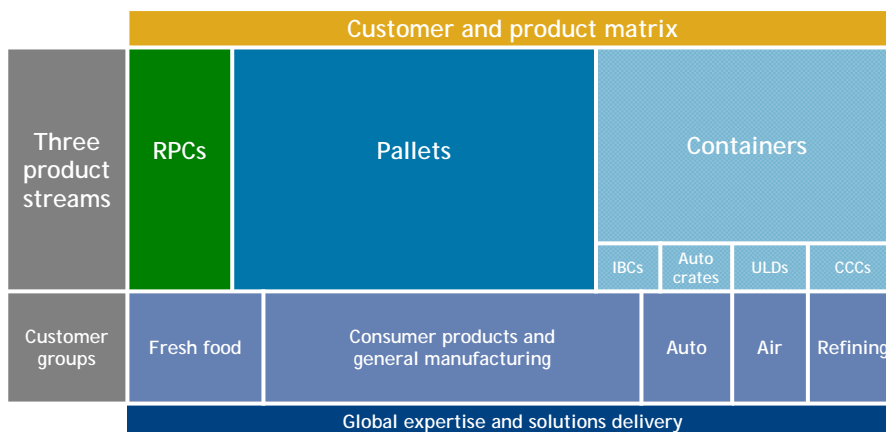 Customer and product matrix
Three
product
streams
RPCs
Pallets
Containers
IBCs
Auto
crates
ULDs
CCCs
Customer
groups
Fresh food
Consumer products and
general manufacturing
Auto
Air
Refining
Global expertise and solutions delivery